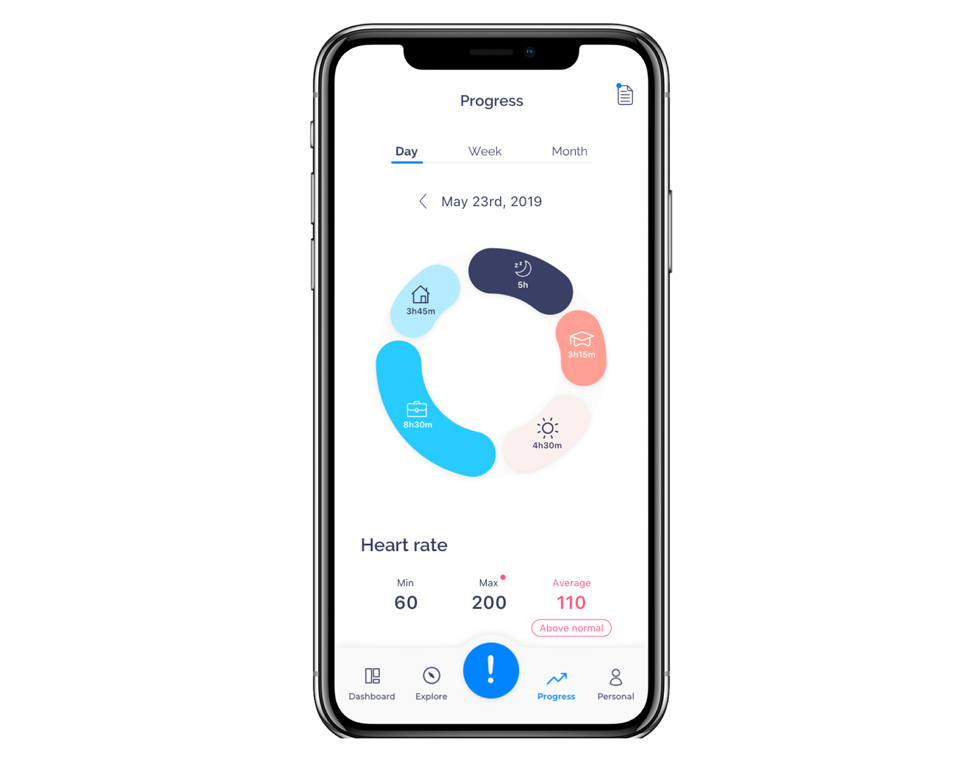 Progress
Day Week Month
May 23rd, 2019
zz
5h
3h45m
3h15m
8h30m
4h30m
Heart rate
Min Max Average
60 200 110
Above normal
!
Dashboard Explore Progress Personal